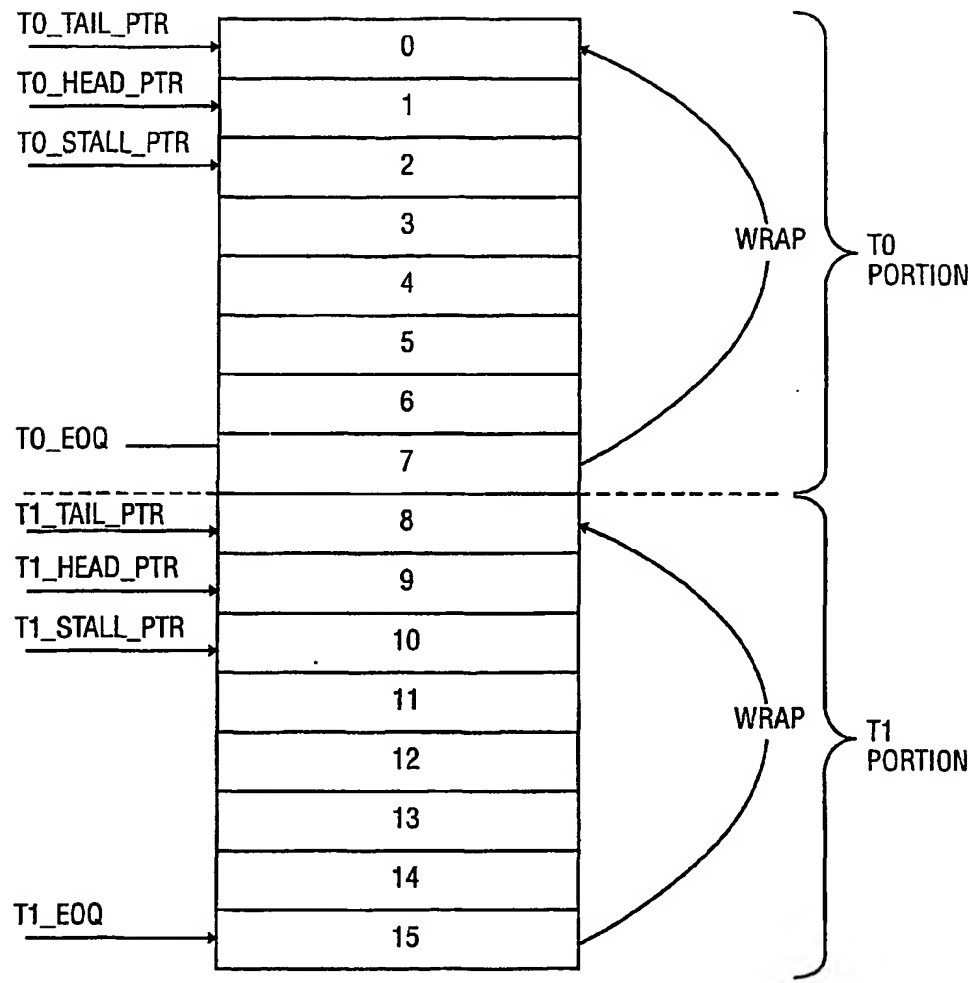 T0_TAIL_PTR
0
T0_HEAD_PTR
1
T0_STALL_PTR
2
3
WRAP
T0
PORTION
4
5
6
T0_EOQ
7
T1_TAIL_PTR
8
T1_HEAD_PTR
9
T1_STALL_PTR
10
11
WRAP
T1
PORTION
12
13
14
T1_EOQ
15